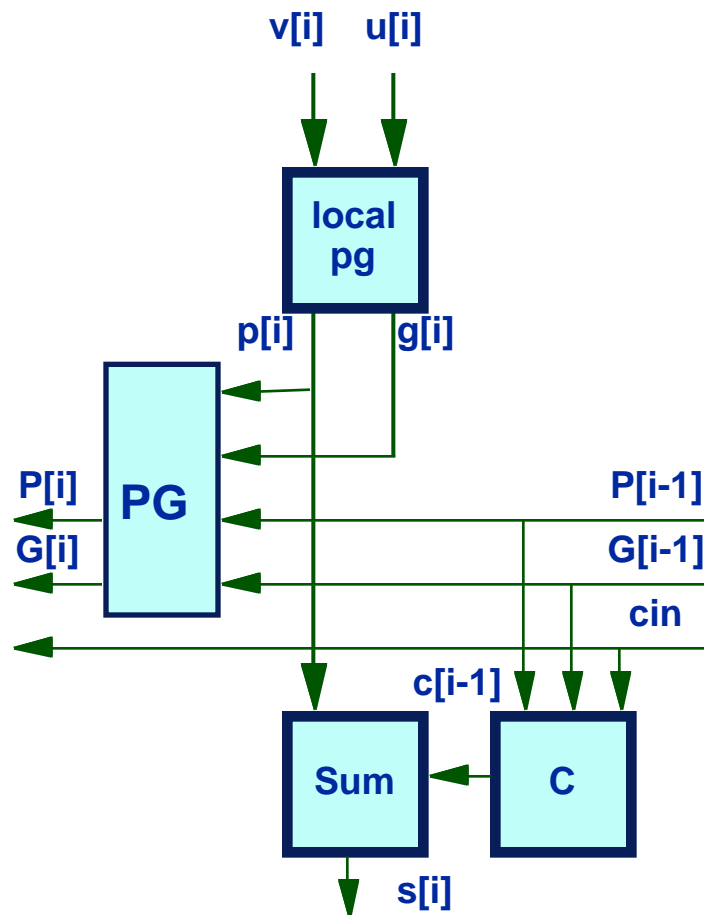 v[i] u[i]
local
pg
p[i] g[i]
P[i] PG P[i-1]
G[i] G[i-1]
cin
c[i-1]
Sum C
s[i]